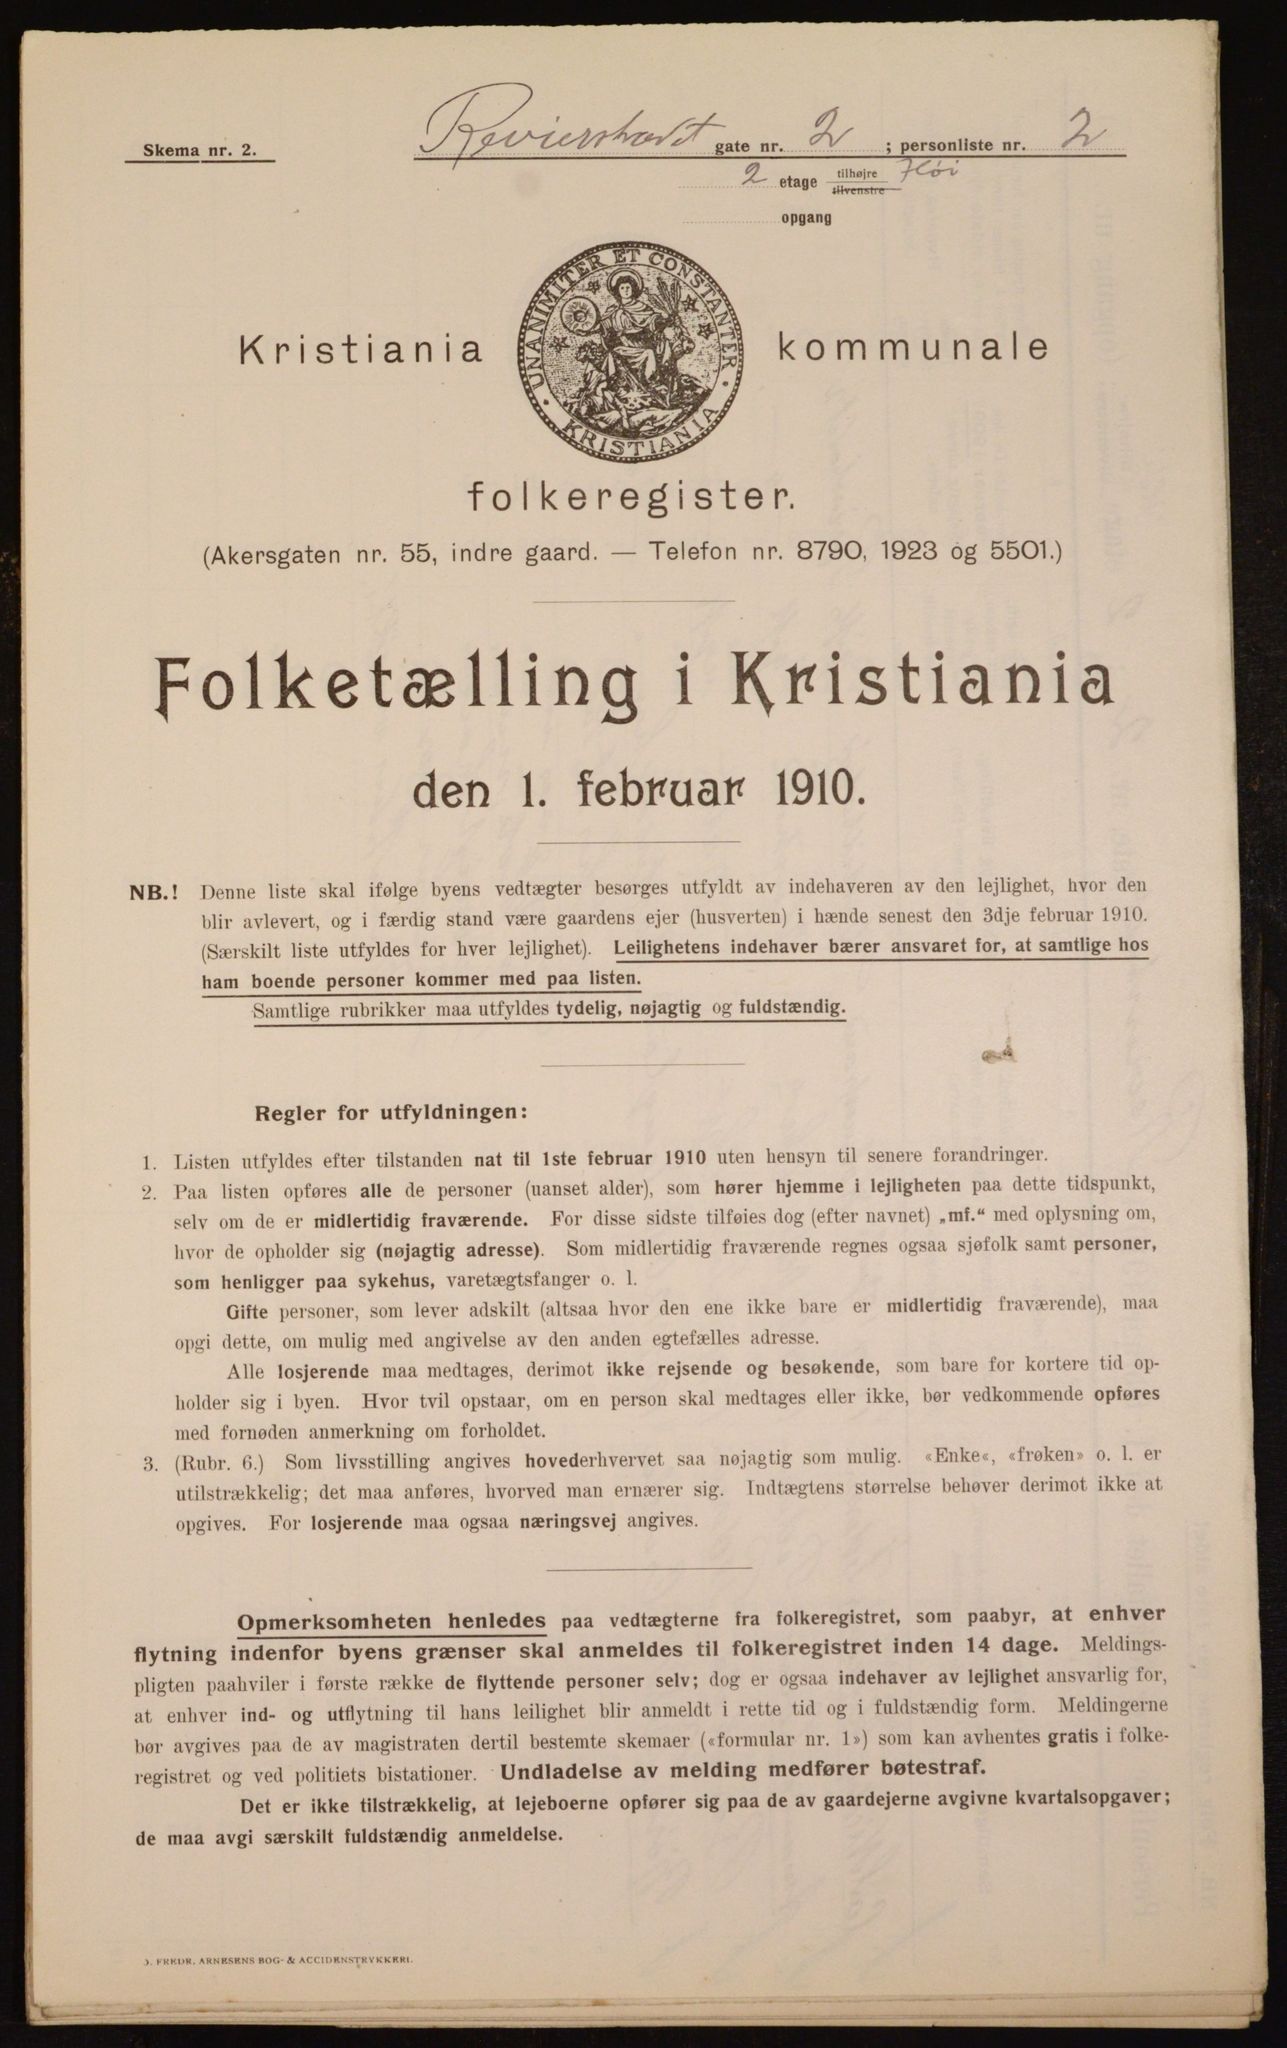 Skema nr. 2.
Revierstrædet gate nr. 2 ; personliste nr. 2
2 etage tilhøjre
tilvenstre
opgang
UNANIMITER ET CONSTANTER
KRISTIANIA
Kristiania kommunale
folkeregister.
(Akersgaten nr. 55, indre gaard. — Telefon nr. 8790, 1923 og 5501.)
Folketælling i Kristiania
den 1. februar 1910.
NB.! Denne liste skal ifølge byens vedtægter besørges utfyldt av indehaveren av den lejlighet, hvor den
blir avlevert, og i færdig stand være gaardens ejer (husverten) i hænde senest den 3dje februar 1910.
(Særskilt liste utfyldes for hver lejlighet). Leilighetens indehaver bærer ansvaret for, at samtlige hos
ham boende personer kommer med paa listen.
Samtlige rubrikker maa utfyldes tydelig, nøjagtig og fuldstændig.
Regler for utfyldningen:
1. Listen utfyldes efter tilstanden nat til 1ste februar 1910 uten hensyn til senere forandringer.
2. Paa listen opføres alle de personer (uanset alder), som hører hjemme i lejligheten paa dette tidspunkt,
selv om de er midlertidig fraværende. For disse sidste tilføies dog (efter navnet) „mf.“ med oplysning om,
hvor de opholder sig (nøjagtig adresse). Som midlertidig fraværende regnes ogsaa sjøfolk samt personer,
som henligger paa sykehus, varetægtsfanger o. l.
Gifte personer, som lever adskilt (altsaa hvor den ene ikke bare er midlertidig fraværende), maa
opgi dette, om mulig med angivelse av den anden egtefælles adresse.
Alle losjerende maa medtages, derimot ikke rejsende og besøkende, som bare for kortere tid op-
holder sig i byen. Hvor tvil opstaar, om en person skal medtages eller ikke, bør vedkommende opføres
med fornøden anmerkning om forholdet.
3. (Rubr. 6.) Som livsstilling angives hovederhvervet saa nøjagtig som mulig. «Enke«, «frøken» o. l. er
utilstrækkelig; det maa anføres, hvorved man ernærer sig. Indtægtens størrelse behøver derimot ikke at
opgives. For losjerende maa ogsaa næringsvej angives.
Opmerksomheten henledes paa vedtægterne fra folkeregistret, som paabyr, at enhver
flytning indenfor byens grænser skal anmeldes til folkeregistret inden 14 dage. Meldings-
pligten paahviler i første række de flyttende personer selv; dog er ogsaa indehaver av lejlighet ansvarlig for,
at enhver ind- og utflytning til hans leilighet blir anmeldt i rette tid og i fuldstændig form. Meldingerne
bør avgives paa de av magistraten dertil bestemte skemaer («formular nr. 1») som kan avhentes gratis i folke-
registret og ved politiets bistationer. Undladelse av melding medfører bøtestraf.
Det er ikke tilstrækkelig, at lejeboerne opfører sig paa de av gaardejerne avgivne kvartalsopgaver;
de maa avgi særskilt fuldstændig anmeldelse.
J. FREDR. ARNESENS BOG- & ACCIDENSTRYKKERI.